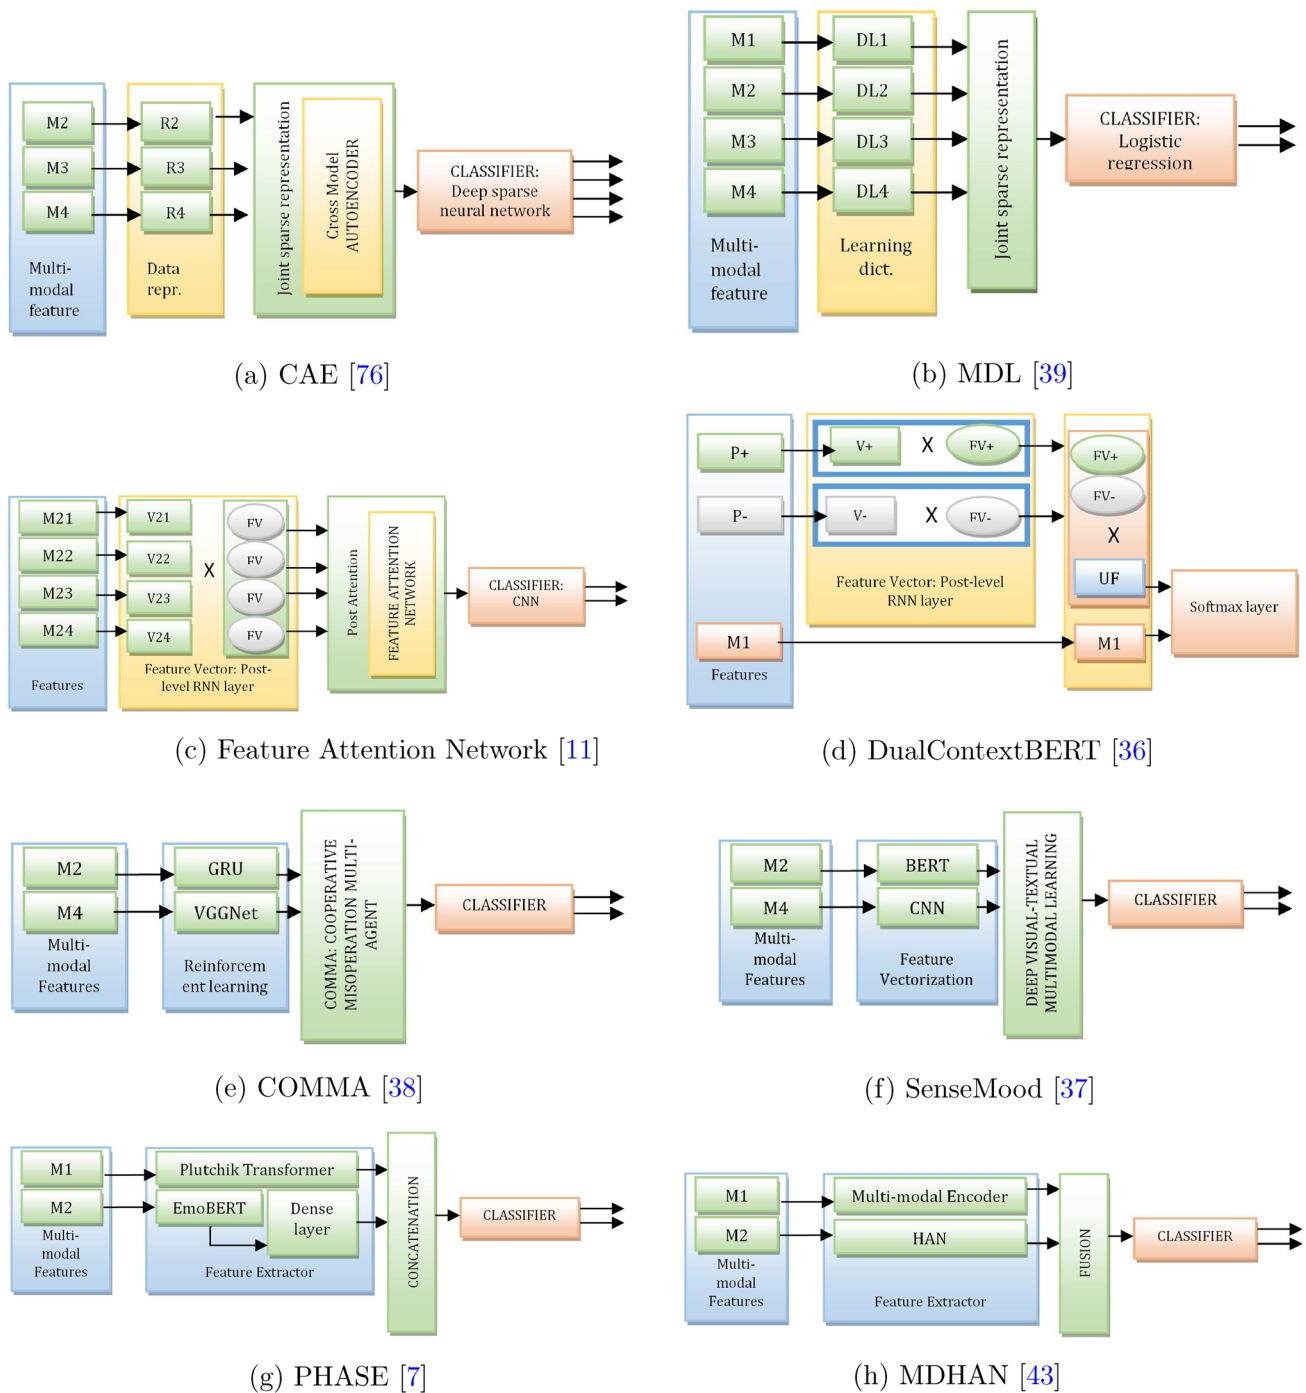 M2
R2
M3
R3
M4
R4
Multi-
modal
feature
Data
repr.
Joint sparse representation
Cross Model
AUTOENCODER
CLASSIFIER:
Deep sparse
neural network
(a) CAE [76]
M1
DL1
M2
DL2
M3
DL3
M4
DL4
Multi-
modal
feature
Learning
dict.
Joint sparse representation
CLASSIFIER:
Logistic
regression
(b) MDL [39]
M21
V21
FV
M22
V22
X
FV
M23
V23
FV
M24
V24
FV
Features
Feature Vector: Post-
level RNN layer
Post Attention
FEATURE ATTENTION
NETWORK
CLASSIFIER:
CNN
(c) Feature Attention Network [11]
P+
V+
X
FV+
P-
V-
X
FV-
Feature Vector: Post-level
RNN layer
M1
Features
FV+
FV-
X
UF
M1
Softmax layer
(d) DualContextBERT [36]
M2
GRU
M4
VGGNet
Multi-
modal
Features
Reinforcem
ent learning
COMMA: COOPERATIVE
MISOPERATION MULTI-
AGENT
CLASSIFIER
(e) COMMA [38]
M2
BERT
M4
CNN
Multi-
modal
Features
Feature
Vectorization
DEEP VISUAL-TEXTUAL
MULTIMODAL LEARNING
CLASSIFIER
(f) SenseMood [37]
M1
Plutchik Transformer
M2
EmoBERT
Dense
layer
Multi-
modal
Features
Feature Extractor
CONCATENATION
CLASSIFIER
(g) PHASE [7]
M1
Multi-modal Encoder
M2
HAN
Multi-
modal
Features
Feature Extractor
FUSION
CLASSIFIER
(h) MDHAN [43]